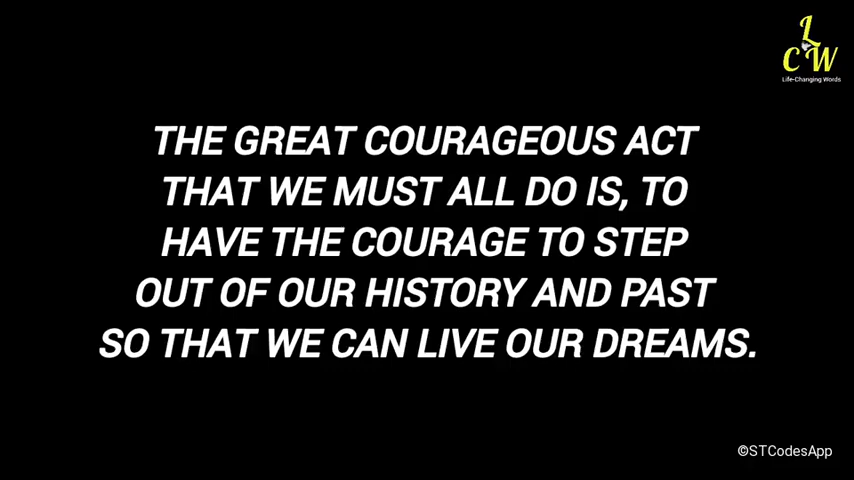 L
C W
Life-Changing Words
THE GREAT COURAGEOUS ACT
THAT WE MUST ALL DO IS, TO
HAVE THE COURAGE TO STEP
OUT OF OUR HISTORY AND PAST
SO THAT WE CAN LIVE OUR DREAMS.
©STCodesApp